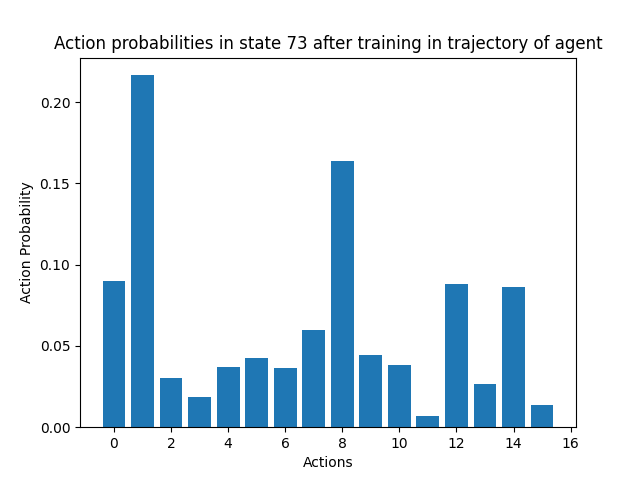 Action probabilities in state 73 after training in trajectory of agent
0.20
0.15
0.10
0.05
0.00
Action Probability
0 2 4 6 8 10 12 14 16
Actions